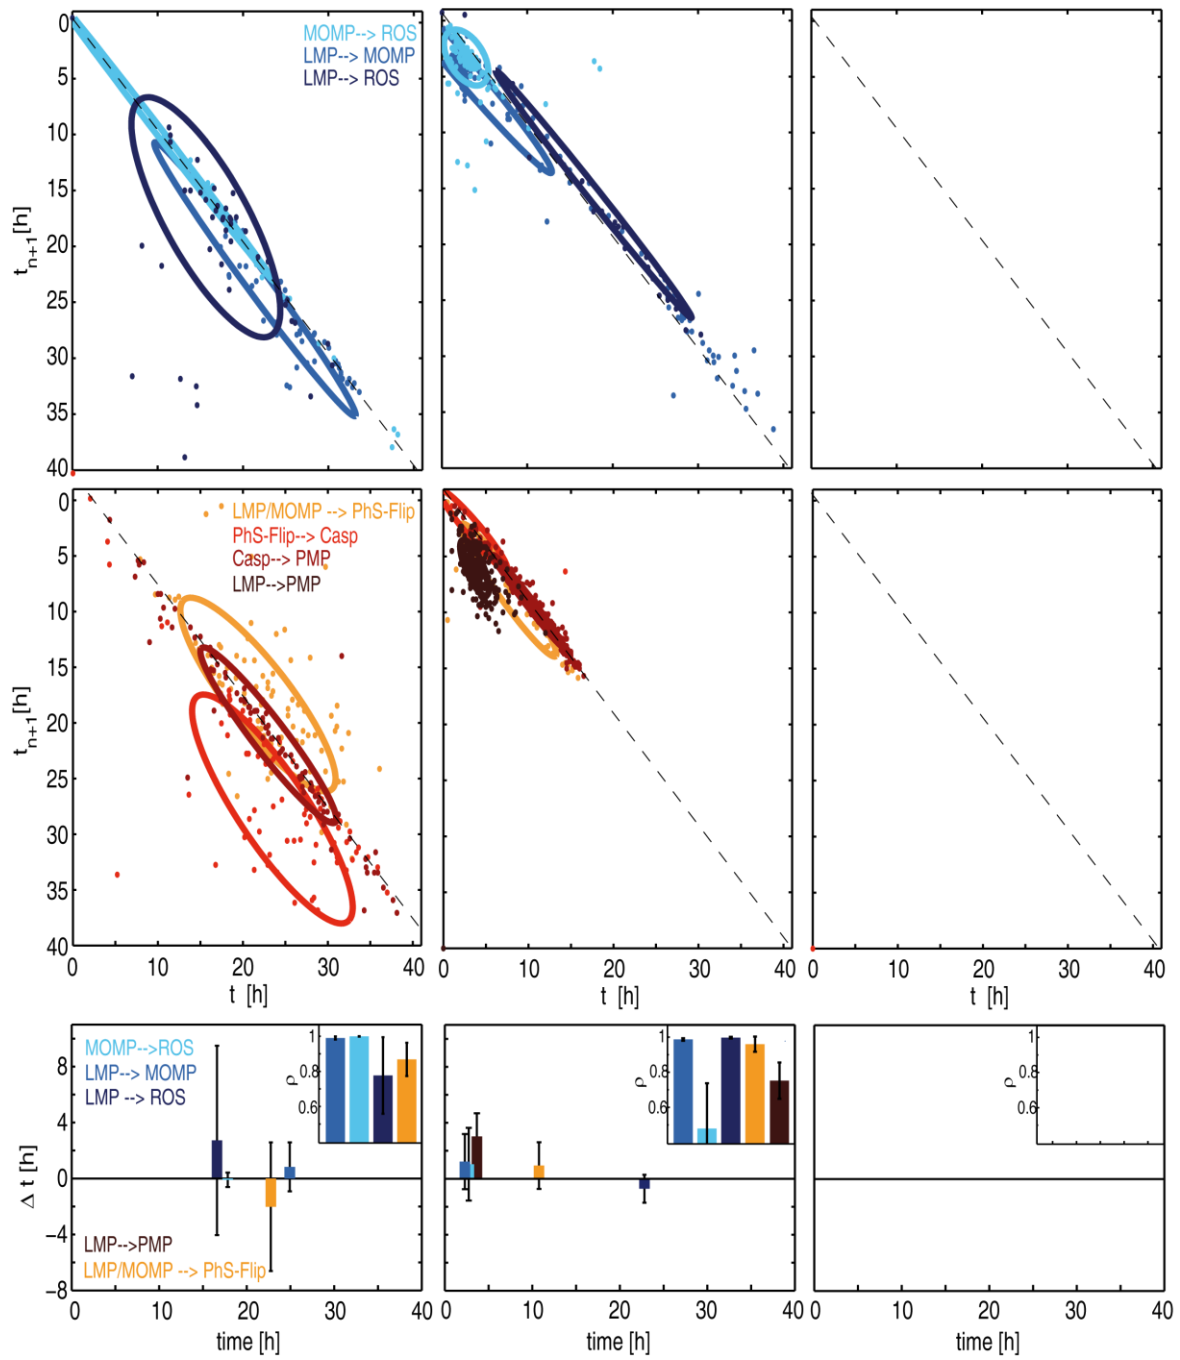 MOMP--> ROS
LMP--> MOMP
LMP--> ROS
0
5
10
15
20
25
30
35
40
t_{n+1} [h]
LMP/MOMP --> PhS-Flip
PhS-Flip--> Casp
Casp--> PMP
LMP-->PMP
0
5
10
15
20
25
30
35
40
t_{n+1} [h]
0 10 20 30 40
0 10 20 30 40
0 10 20 30 40
t [h]
t [h]
t [h]
MOMP-->ROS
LMP--> MOMP
LMP --> ROS
LMP-->PMP
LMP/MOMP --> PhS-Flip
8
4
0
-4
-8
Δ t [h]
1
0.8
0.6
ρ
1
0.8
0.6
ρ
1
0.8
0.6
ρ
0 10 20 30 40
0 10 20 30 40
0 10 20 30 40
time [h]
time [h]
time [h]